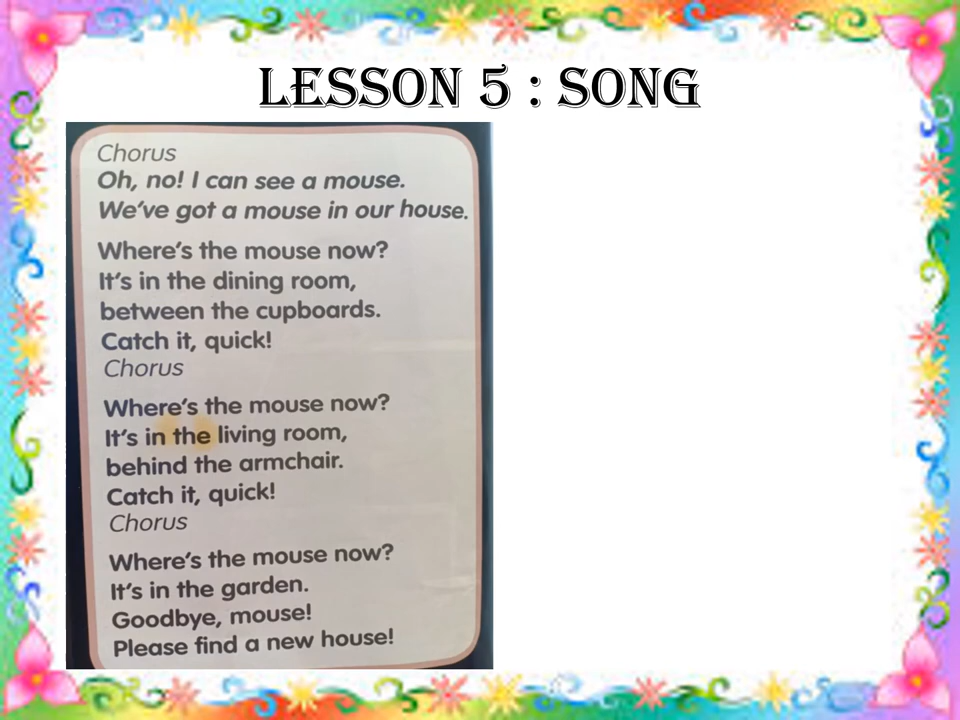 LESSON 5 : SONG
Chorus
Oh, no! I can see a mouse.
We've got a mouse in our house.
Where's the mouse now?
It's in the dining room,
between the cupboards.
Catch it, quick!
Chorus
Where's the mouse now?
It's in the living room,
behind the armchair.
Catch it, quick!
Chorus
Where's the mouse now?
It's in the garden.
Goodbye, mouse!
Please find a new house!